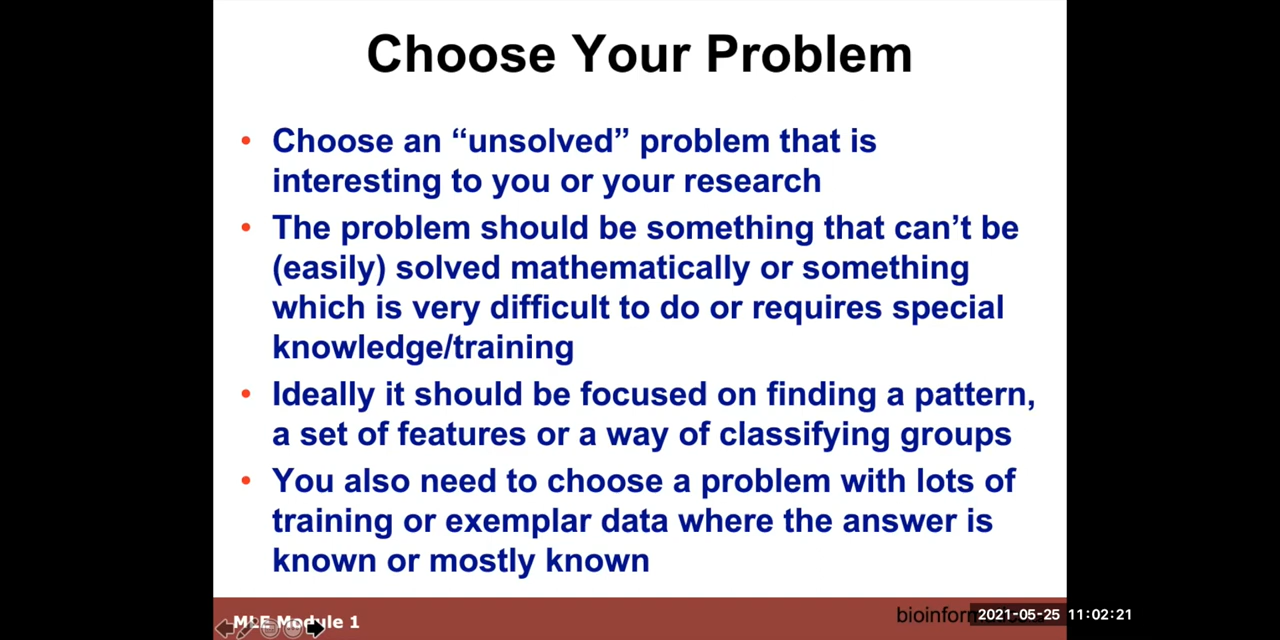 Choose Your Problem
• Choose an “unsolved” problem that is
interesting to you or your research
• The problem should be something that can’t be
(easily) solved mathematically or something
which is very difficult to do or requires special
knowledge/training
• Ideally it should be focused on finding a pattern,
a set of features or a way of classifying groups
• You also need to choose a problem with lots of
training or exemplar data where the answer is
known or mostly known
MLE Module 1
2021-05-25 11:02:21